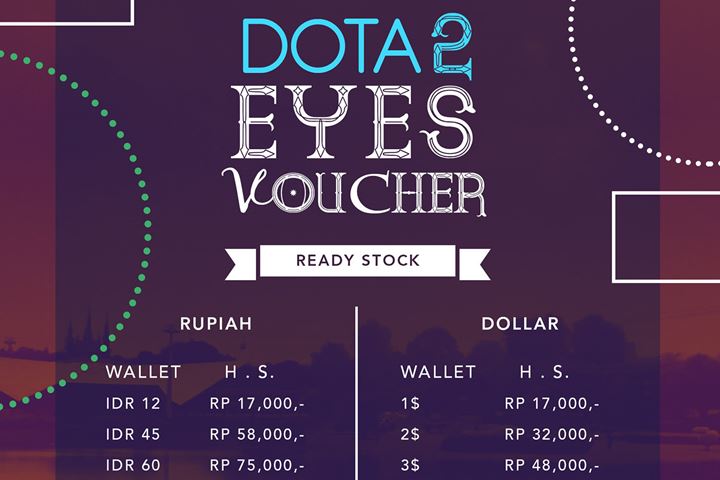 DOTA 2
EYES
VOUCHER
READY STOCK
RUPIAH
WALLET H . S.
IDR 12 RP 17,000,-
IDR 45 RP 58,000,-
IDR 60 RP 75,000,-
DOLLAR
WALLET H . S.
1$ RP 17,000,-
2$ RP 32,000,-
3$ RP 48,000,-